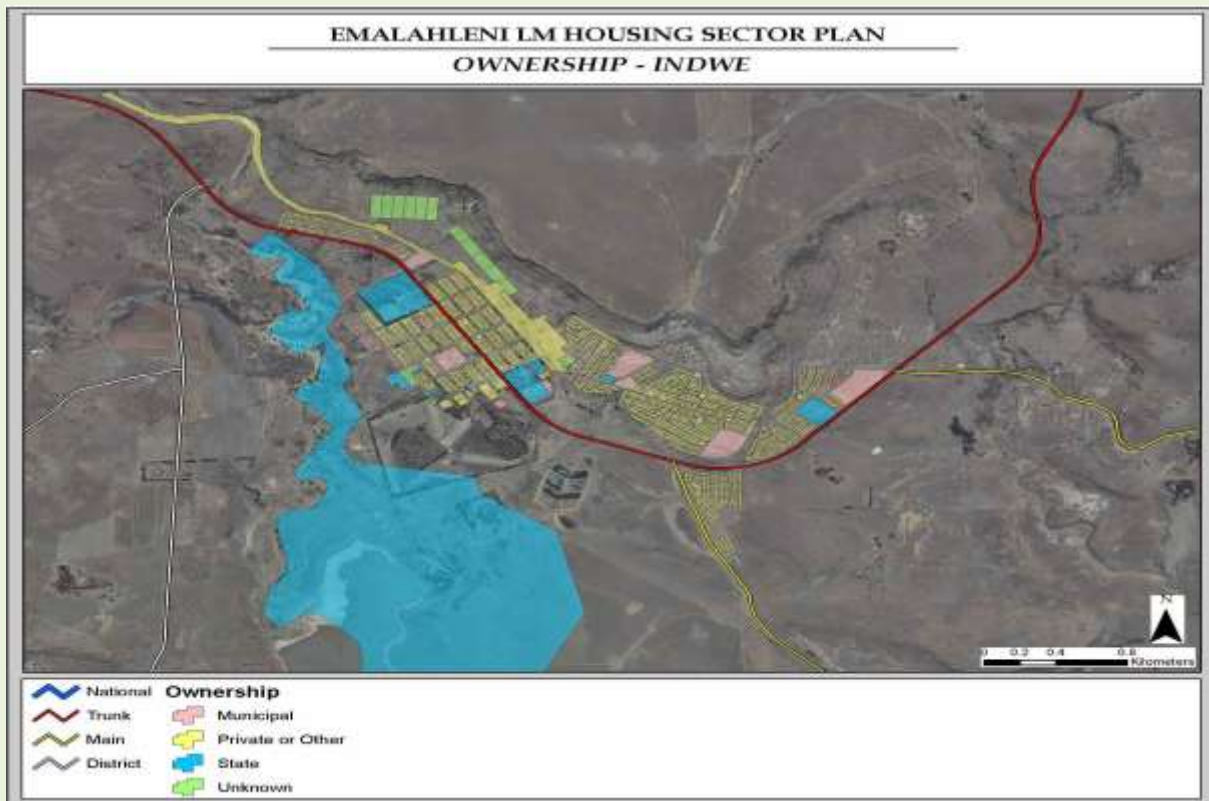 EMALAHLENI LM HOUSING SECTOR PLAN
OWNERSHIP - INDWE
N
0 0.2 0.4 0.8
Kilometers
National
Trunk
Main
District
Ownership
Municipal
Private or Other
State
Unknown